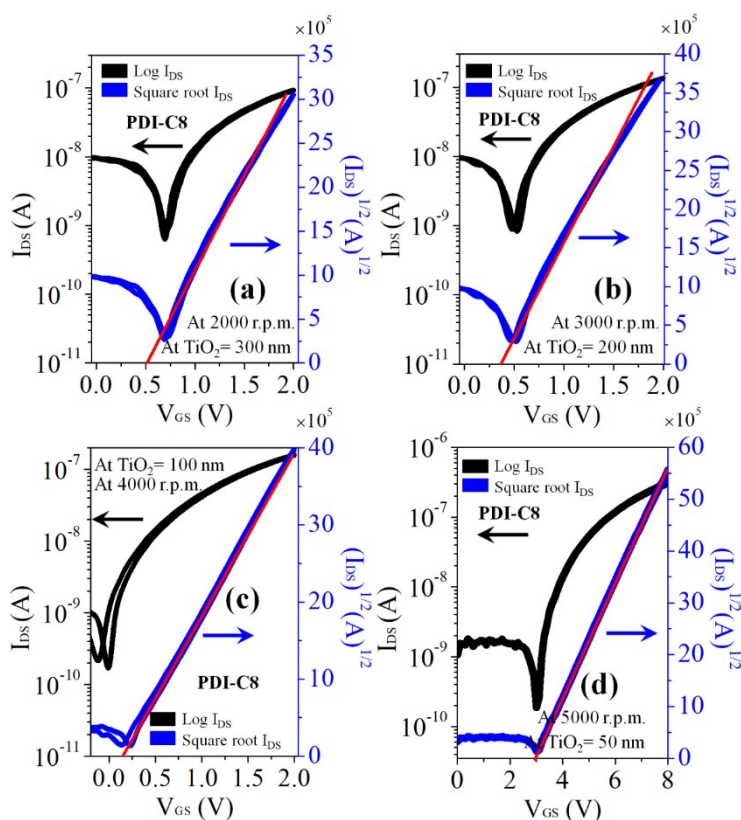 ×10⁵
10⁻⁷
10⁻⁸
10⁻⁹
10⁻¹⁰
10⁻¹¹
I_DS (A)
Log I_DS
Square root I_DS
PDI-C8
(a)
At 2000 r.p.m.
At TiO₂= 300 nm
35
30
25
20
15
10
5
0
(I_DS)^1/2 (A)^1/2
0.0 0.5 1.0 1.5 2.0
V_GS (V)
×10⁵
10⁻⁷
10⁻⁸
10⁻⁹
10⁻¹⁰
10⁻¹¹
I_DS (A)
Log I_DS
Square root I_DS
PDI-C8
(b)
At 3000 r.p.m.
At TiO₂= 200 nm
40
35
30
25
20
15
10
5
0
(I_DS)^1/2 (A)^1/2
0.0 0.5 1.0 1.5 2.0
V_GS (V)
×10⁵
10⁻⁷
10⁻⁸
10⁻⁹
10⁻¹⁰
10⁻¹¹
I_DS (A)
At TiO₂= 100 nm
At 4000 r.p.m.
(c)
PDI-C8
Log I_DS
Square root I_DS
40
30
20
10
0
(I_DS)^1/2 (A)^1/2
0.0 0.5 1.0 1.5 2.0
V_GS (V)
×10⁵
10⁻⁶
10⁻⁷
10⁻⁸
10⁻⁹
10⁻¹⁰
I_DS (A)
Log I_DS
Square root I_DS
PDI-C8
(d)
At 5000 r.p.m.
At TiO₂= 50 nm
60
50
40
30
20
10
0
(I_DS)^1/2 (A)^1/2
0 2 4 6 8
V_GS (V)